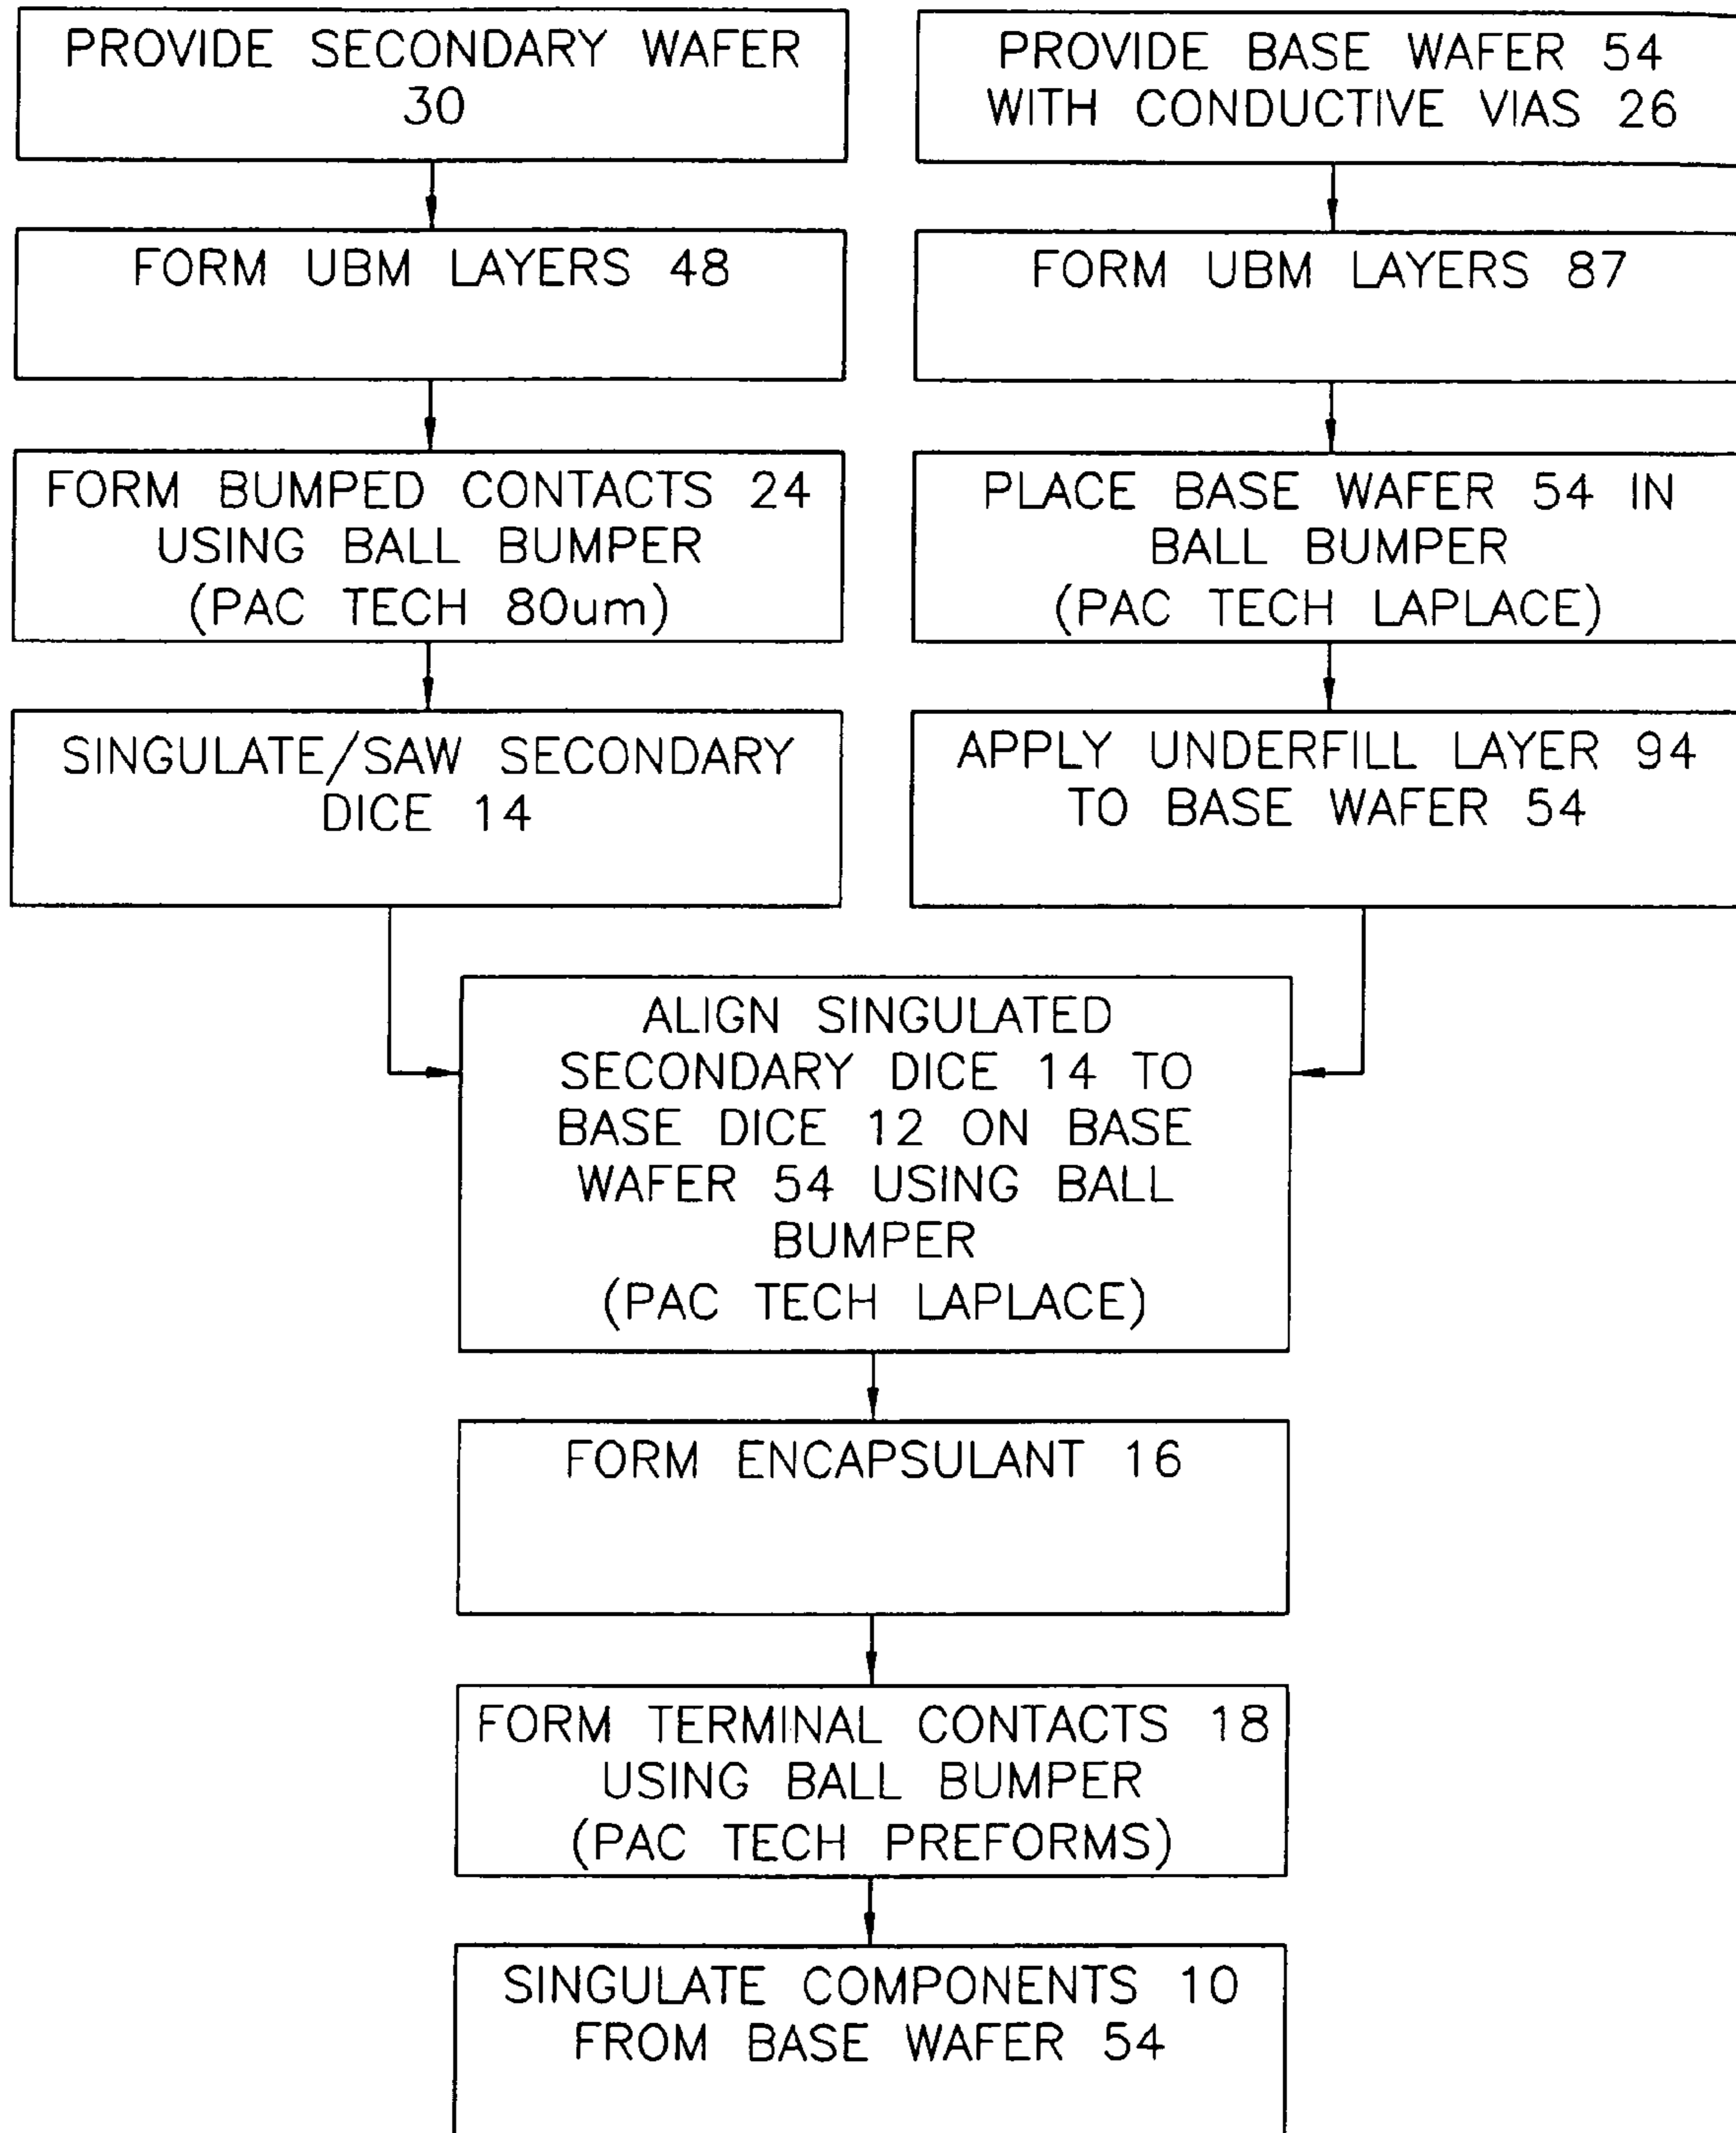 PROVIDE SECONDARY WAFER
30
FORM UBM LAYERS 48
FORM BUMPED CONTACTS 24
USING BALL BUMPER
(PAC TECH 80um)
SINGULATE/SAW SECONDARY
DICE 14
PROVIDE BASE WAFER 54
WITH CONDUCTIVE VIAS 26
FORM UBM LAYERS 87
PLACE BASE WAFER 54 IN
BALL BUMPER
(PAC TECH LAPLACE)
APPLY UNDERFILL LAYER 94
TO BASE WAFER 54
ALIGN SINGULATED
SECONDARY DICE 14 TO
BASE DICE 12 ON BASE
WAFER 54 USING BALL
BUMPER
(PAC TECH LAPLACE)
FORM ENCAPSULANT 16
FORM TERMINAL CONTACTS 18
USING BALL BUMPER
(PAC TECH PREFORMS)
SINGULATE COMPONENTS 10
FROM BASE WAFER 54